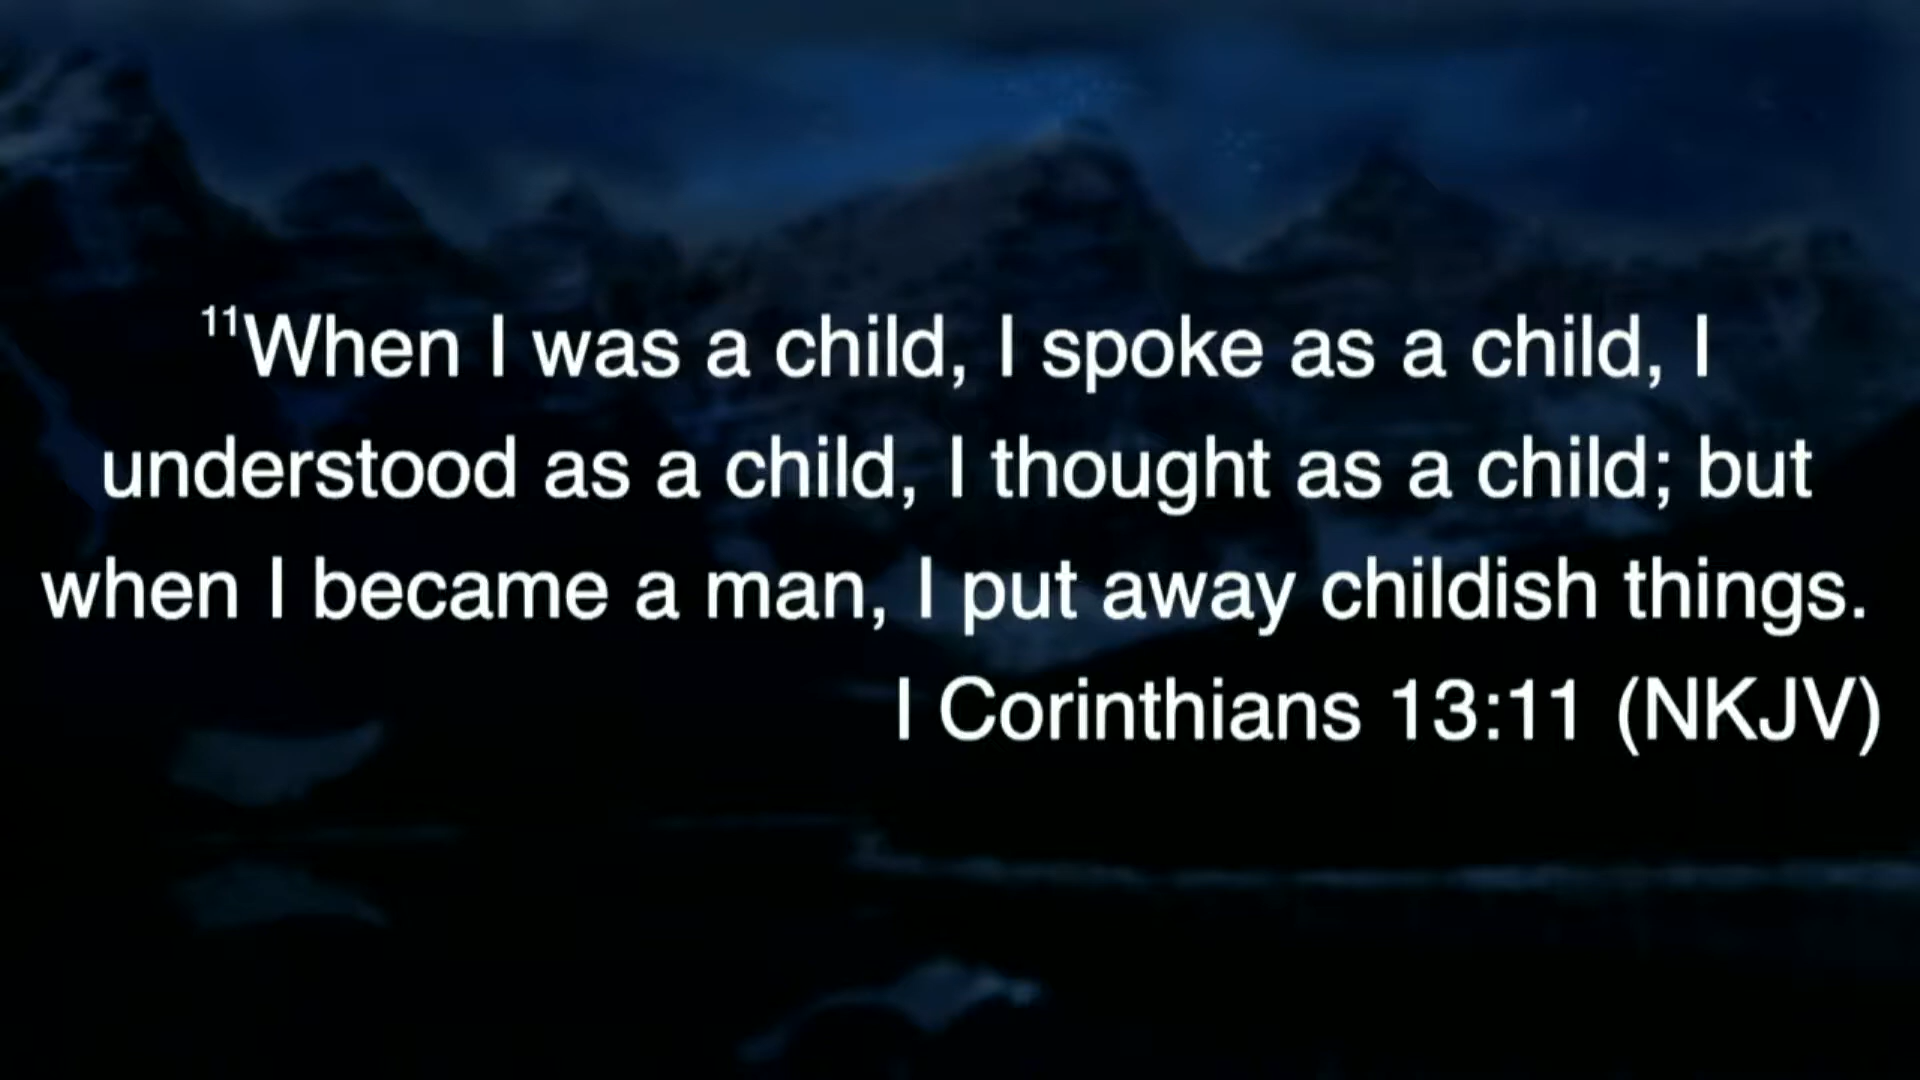 ¹¹When I was a child, I spoke as a child, I
understood as a child, I thought as a child; but
when I became a man, I put away childish things.
I Corinthians 13:11 (NKJV)